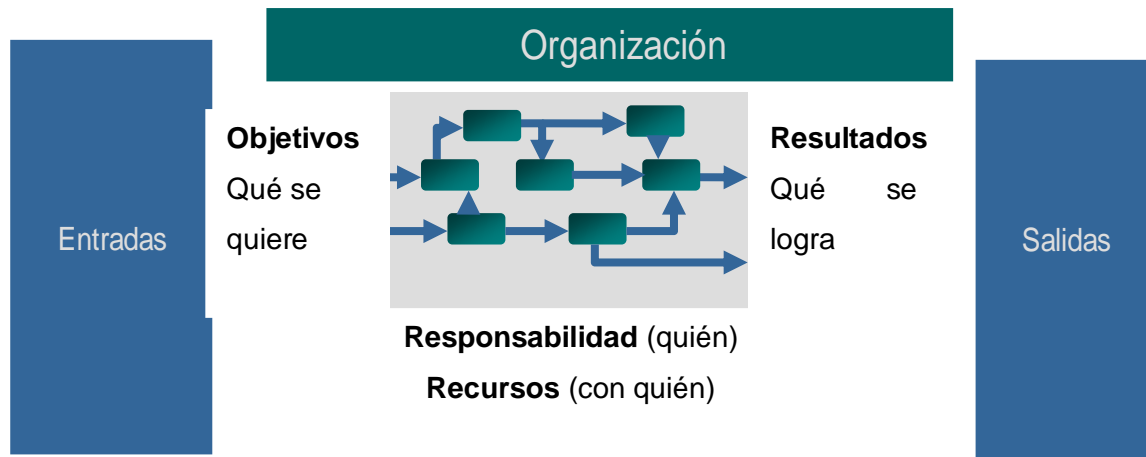 Organización
Entradas
Objetivos
Qué se
quiere
Resultados
Qué se
logra
Salidas
Responsabilidad (quién)
Recursos (con quién)